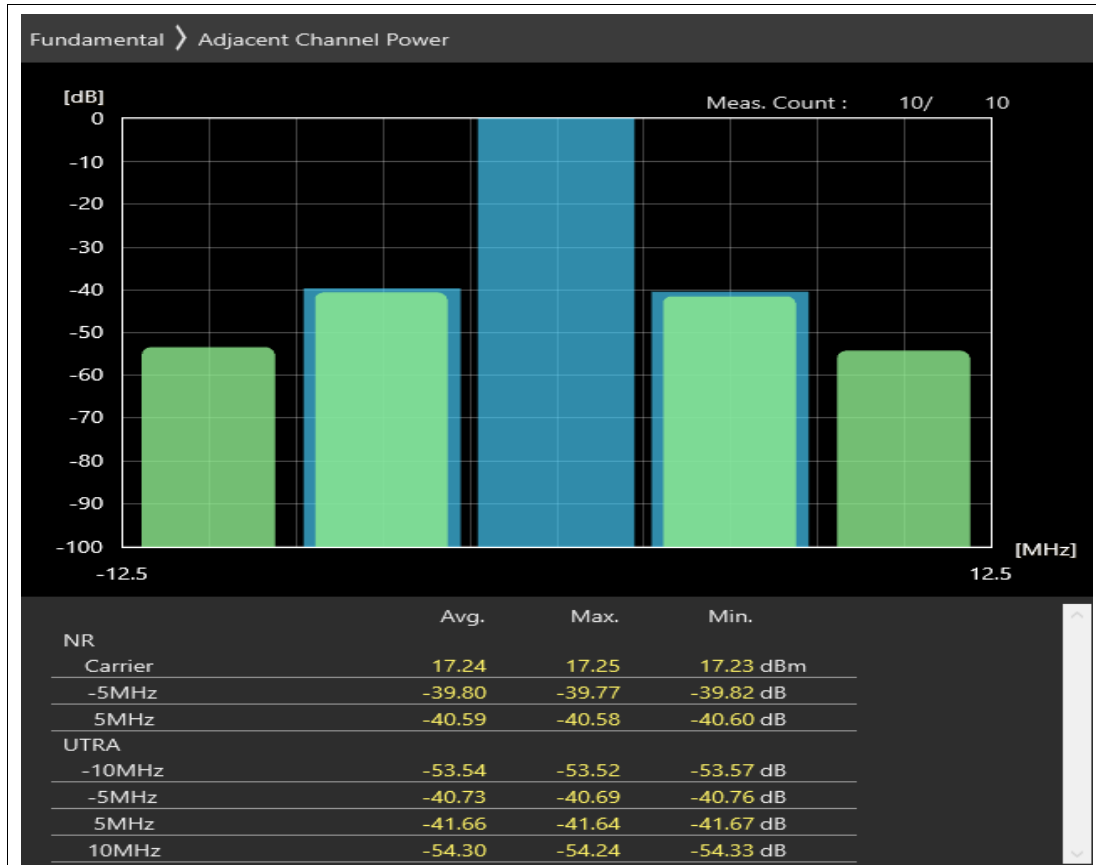 Fundamental ❯ Adjacent Channel Power
[dB]
Meas. Count : 10/ 10
0
-10
-20
-30
-40
-50
-60
-70
-80
-90
-100
[MHz]
-12.5 12.5
Avg. Max. Min.
NR
Carrier 17.24 17.25 17.23 dBm
-5MHz -39.80 -39.77 -39.82 dB
5MHz -40.59 -40.58 -40.60 dB
UTRA
-10MHz -53.54 -53.52 -53.57 dB
-5MHz -40.73 -40.69 -40.76 dB
5MHz -41.66 -41.64 -41.67 dB
10MHz -54.30 -54.24 -54.33 dB